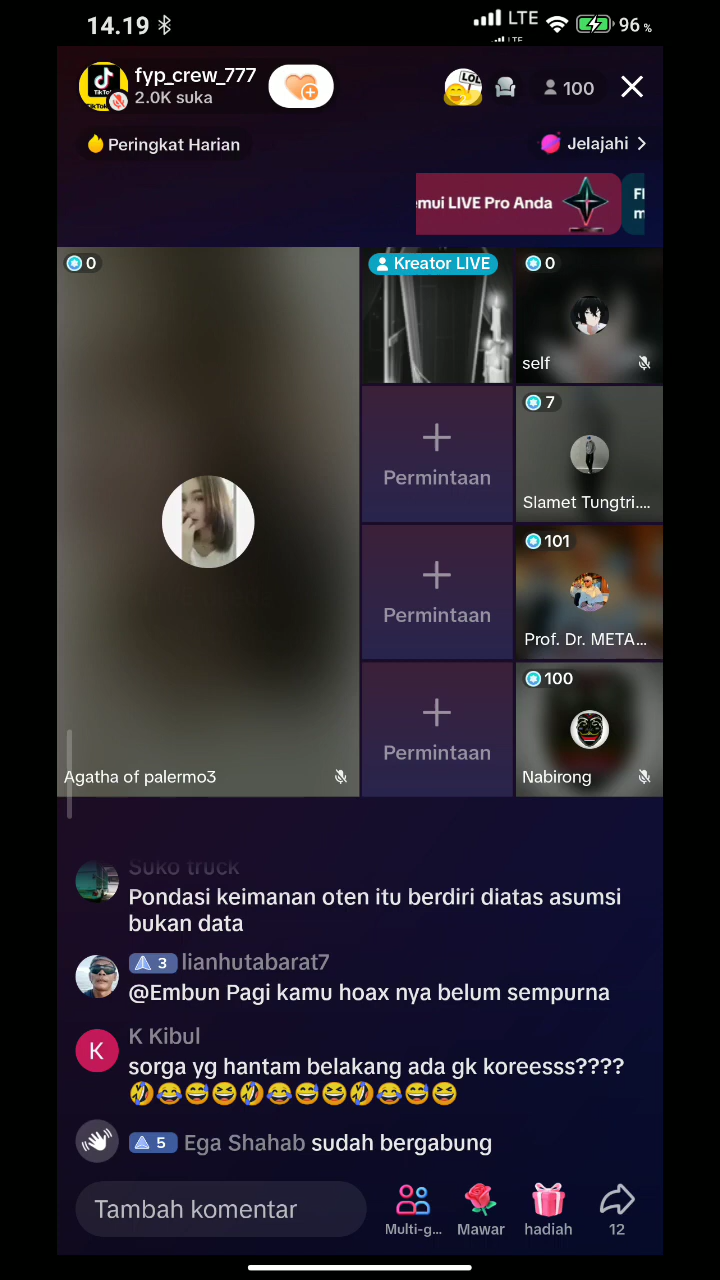 14.19
LTE
96 %
LTE
fyp_crew_777
2.0K suka
LOL
100
Peringkat Harian
Jelajahi
mui LIVE Pro Anda
0
Kreator LIVE
0
self
Permintaan
7
Slamet Tungtri....
Permintaan
101
Prof. Dr. META...
Permintaan
100
Agatha of palermo3
Nabirong
Suko truck
Pondasi keimanan oten itu berdiri diatas asumsi
bukan data
3 lianhutabarat7
@Embun Pagi kamu hoax nya belum sempurna
K
K Kibul
sorga yg hantam belakang ada gk koreesss????
🤣😂😅😆🤣😂😅😆🤣😂😅😆
5 Ega Shahab sudah bergabung
Tambah komentar
Multi-g...
Mawar
hadiah
12